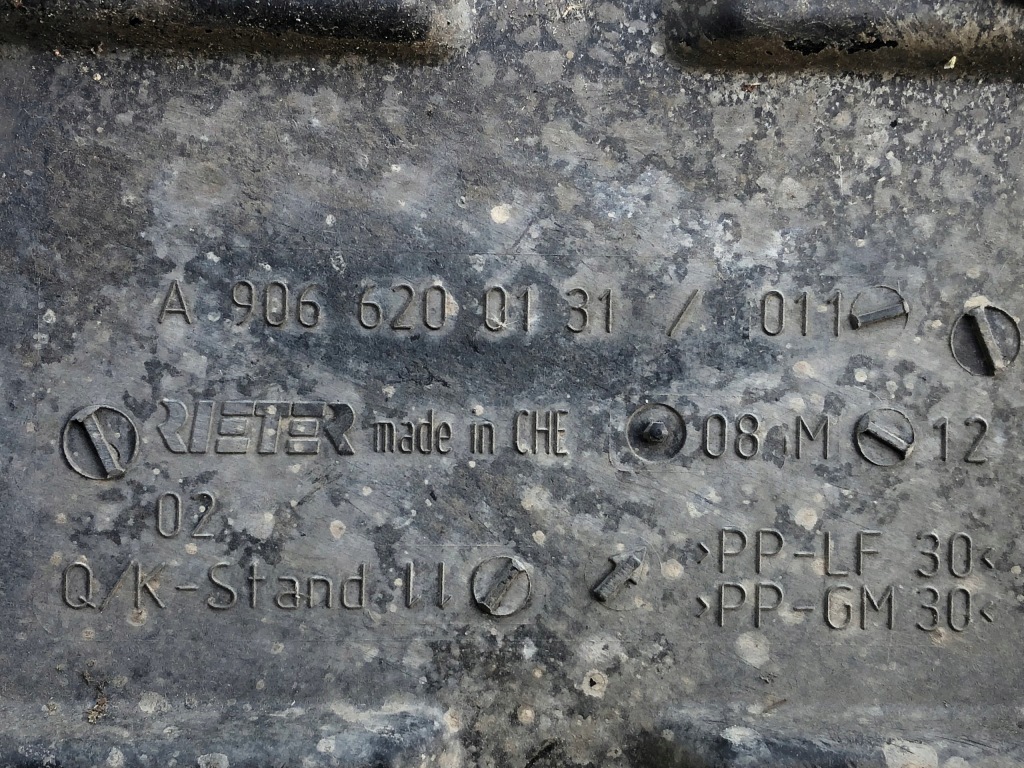 A 906 620 01 31 / 011
RIETER made in CHE 08 M 12
02
Q/K-Stand 11
>PP-LF 30<
>PP-GM 30<